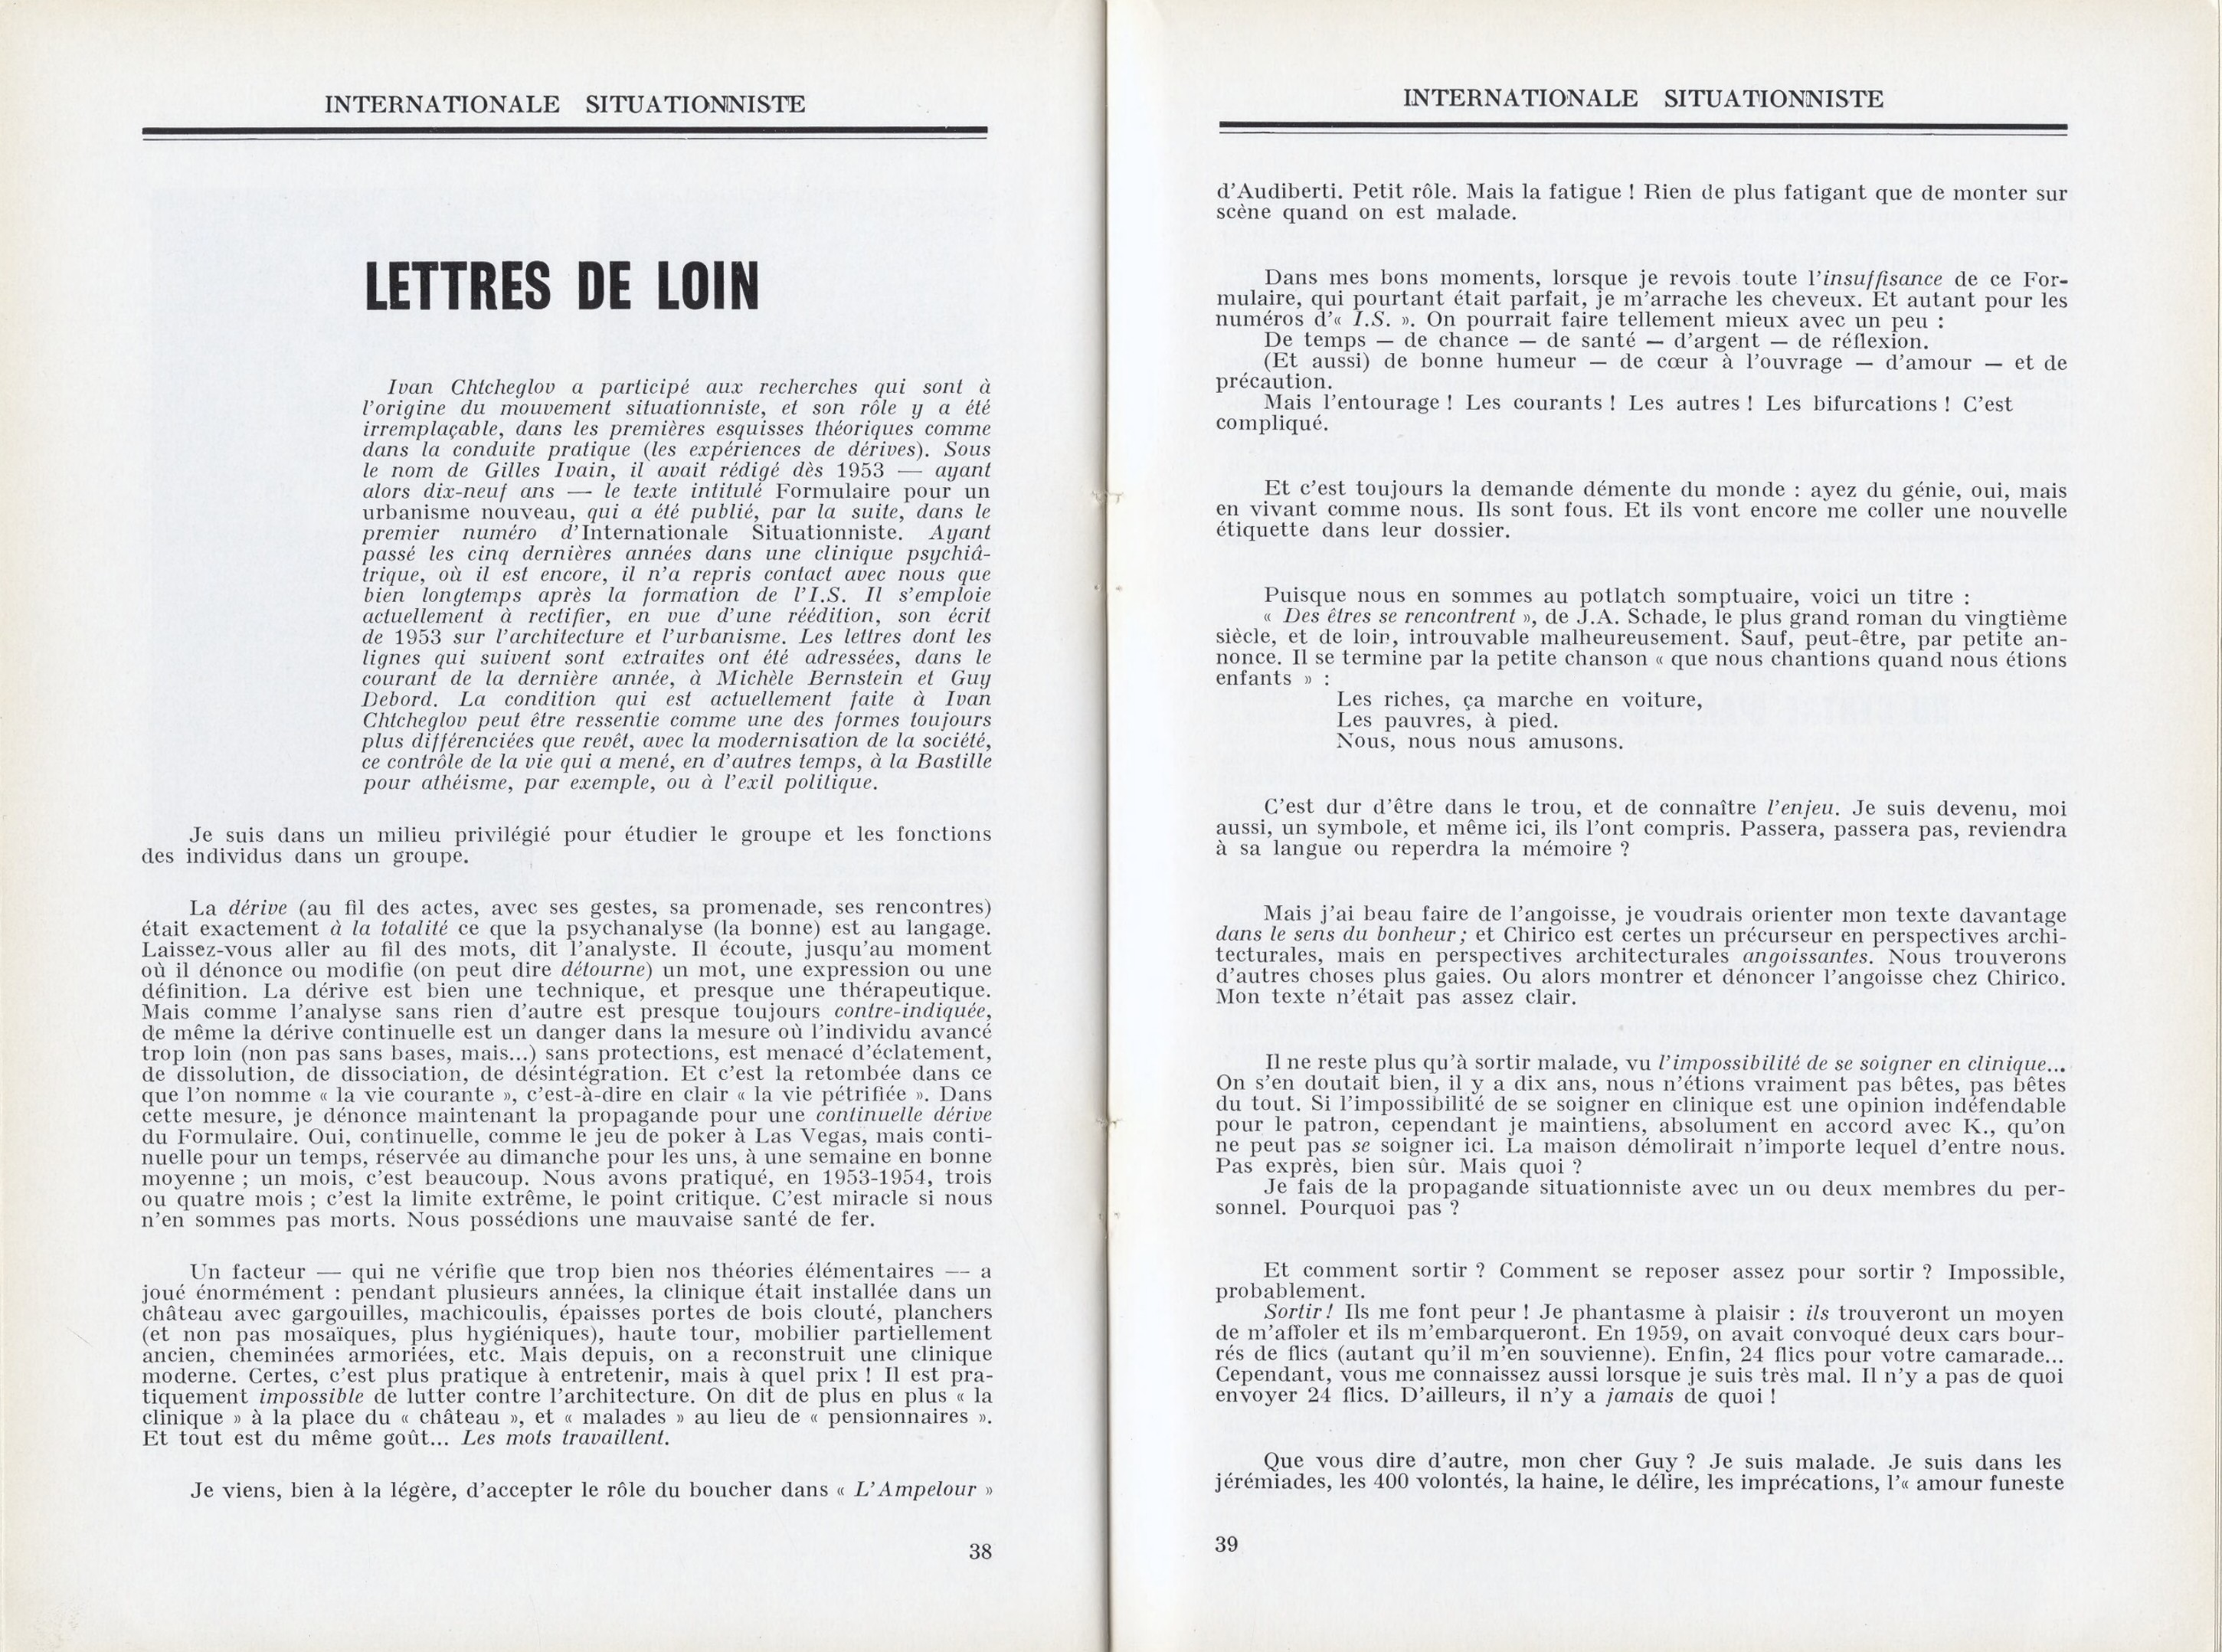 INTERNATIONALE SITUATIONNISTE
LETTRES DE LOIN
Ivan Chtcheglov a participé aux recherches qui sont à
l'origine du mouvement situationniste, et son rôle y a été
irremplaçable, dans les premières esquisses théoriques comme
dans la conduite pratique (les expériences de dérives). Sous
le nom de Gilles Ivain, il avait rédigé dès 1953 — ayant
alors dix-neuf ans — le texte intitulé Formulaire pour un
urbanisme nouveau, qui a été publié, par la suite, dans le
premier numéro d'Internationale Situationniste. Ayant
passé les cinq dernières années dans une clinique psychiâ-
trique, où il est encore, il n'a repris contact avec nous que
bien longtemps après la formation de l'I.S. Il s'emploie
actuellement à rectifier, en vue d'une réédition, son écrit
de 1953 sur l'architecture et l'urbanisme. Les lettres dont les
lignes qui suivent sont extraites ont été adressées, dans le
courant de la dernière année, à Michèle Bernstein et Guy
Debord. La condition qui est actuellement faite à Ivan
Chtcheglov peut être ressentie comme une des formes toujours
plus différenciées que revêt, avec la modernisation de la société,
ce contrôle de la vie qui a mené, en d'autres temps, à la Bastille
pour athéisme, par exemple, ou à l'exil politique.
Je suis dans un milieu privilégié pour étudier le groupe et les fonctions
des individus dans un groupe.
La dérive (au fil des actes, avec ses gestes, sa promenade, ses rencontres)
était exactement à la totalité ce que la psychanalyse (la bonne) est au langage.
Laissez-vous aller au fil des mots, dit l'analyste. Il écoute, jusqu'au moment
où il dénonce ou modifie (on peut dire détourne) un mot, une expression ou une
définition. La dérive est bien une technique, et presque une thérapeutique.
Mais comme l'analyse sans rien d'autre est presque toujours contre-indiquée,
de même la dérive continuelle est un danger dans la mesure où l'individu avancé
trop loin (non pas sans bases, mais...) sans protections, est menacé d'éclatement,
de dissolution, de dissociation, de désintégration. Et c'est la retombée dans ce
que l'on nomme « la vie courante », c'est-à-dire en clair « la vie pétrifiée ». Dans
cette mesure, je dénonce maintenant la propagande pour une continuelle dérive
du Formulaire. Oui, continuelle, comme le jeu de poker à Las Vegas, mais conti-
nuelle pour un temps, réservée au dimanche pour les uns, à une semaine en bonne
moyenne ; un mois, c'est beaucoup. Nous avons pratiqué, en 1953-1954, trois
ou quatre mois ; c'est la limite extrême, le point critique. C'est miracle si nous
n'en sommes pas morts. Nous possédions une mauvaise santé de fer.
Un facteur — qui ne vérifie que trop bien nos théories élémentaires — a
joué énormément : pendant plusieurs années, la clinique était installée dans un
château avec gargouilles, machicoulis, épaisses portes de bois clouté, planchers
(et non pas mosaïques, plus hygiéniques), haute tour, mobilier partiellement
ancien, cheminées armoriées, etc. Mais depuis, on a reconstruit une clinique
moderne. Certes, c'est plus pratique à entretenir, mais à quel prix ! Il est pra-
tiquement impossible de lutter contre l'architecture. On dit de plus en plus « la
clinique » à la place du « château », et « malades » au lieu de « pensionnaires ».
Et tout est du même goût... Les mots travaillent.
Je viens, bien à la légère, d'accepter le rôle du boucher dans « L'Ampelour »
38
INTERNATIONALE SITUATIONNISTE
d'Audiberti. Petit rôle. Mais la fatigue ! Rien de plus fatigant que de monter sur
scène quand on est malade.
Dans mes bons moments, lorsque je revois toute l'insuffisance de ce For-
mulaire, qui pourtant était parfait, je m'arrache les cheveux. Et autant pour les
numéros d'« I.S. ». On pourrait faire tellement mieux avec un peu :
De temps — de chance — de santé — d'argent — de réflexion.
(Et aussi) de bonne humeur — de cœur à l'ouvrage — d'amour — et de
précaution.
Mais l'entourage ! Les courants ! Les autres ! Les bifurcations ! C'est
compliqué.
Et c'est toujours la demande démente du monde : ayez du génie, oui, mais
en vivant comme nous. Ils sont fous. Et ils vont encore me coller une nouvelle
étiquette dans leur dossier.
Puisque nous en sommes au potlatch somptuaire, voici un titre :
« Des êtres se rencontrent », de J.A. Schade, le plus grand roman du vingtième
siècle, et de loin, introuvable malheureusement. Sauf, peut-être, par petite an-
nonce. Il se termine par la petite chanson « que nous chantions quand nous étions
enfants » :
Les riches, ça marche en voiture,
Les pauvres, à pied.
Nous, nous nous amusons.
C'est dur d'être dans le trou, et de connaître l'enjeu. Je suis devenu, moi
aussi, un symbole, et même ici, ils l'ont compris. Passera, passera pas, reviendra
à sa langue ou reperdra la mémoire ?
Mais j'ai beau faire de l'angoisse, je voudrais orienter mon texte davantage
dans le sens du bonheur ; et Chirico est certes un précurseur en perspectives archi-
tecturales, mais en perspectives architecturales angoissantes. Nous trouverons
d'autres choses plus gaies. Ou alors montrer et dénoncer l'angoisse chez Chirico.
Mon texte n'était pas assez clair.
Il ne reste plus qu'à sortir malade, vu l'impossibilité de se soigner en clinique...
On s'en doutait bien, il y a dix ans, nous n'étions vraiment pas bêtes, pas bêtes
du tout. Si l'impossibilité de se soigner en clinique est une opinion indéfendable
pour le patron, cependant je maintiens, absolument en accord avec K., qu'on
ne peut pas se soigner ici. La maison démolirait n'importe lequel d'entre nous.
Pas exprès, bien sûr. Mais quoi ?
Je fais de la propagande situationniste avec un ou deux membres du per-
sonnel. Pourquoi pas ?
Et comment sortir ? Comment se reposer assez pour sortir ? Impossible,
probablement.
Sortir ! Ils me font peur ! Je phantasme à plaisir : ils trouveront un moyen
de m'affoler et ils m'embarqueront. En 1959, on avait convoqué deux cars bour-
rés de flics (autant qu'il m'en souvienne). Enfin, 24 flics pour votre camarade...
Cependant, vous me connaissez aussi lorsque je suis très mal. Il n'y a pas de quoi
envoyer 24 flics. D'ailleurs, il n'y a jamais de quoi !
Que vous dire d'autre, mon cher Guy ? Je suis malade. Je suis dans les
jérémiades, les 400 volontés, la haine, le délire, les imprécations, l'« amour funeste
39